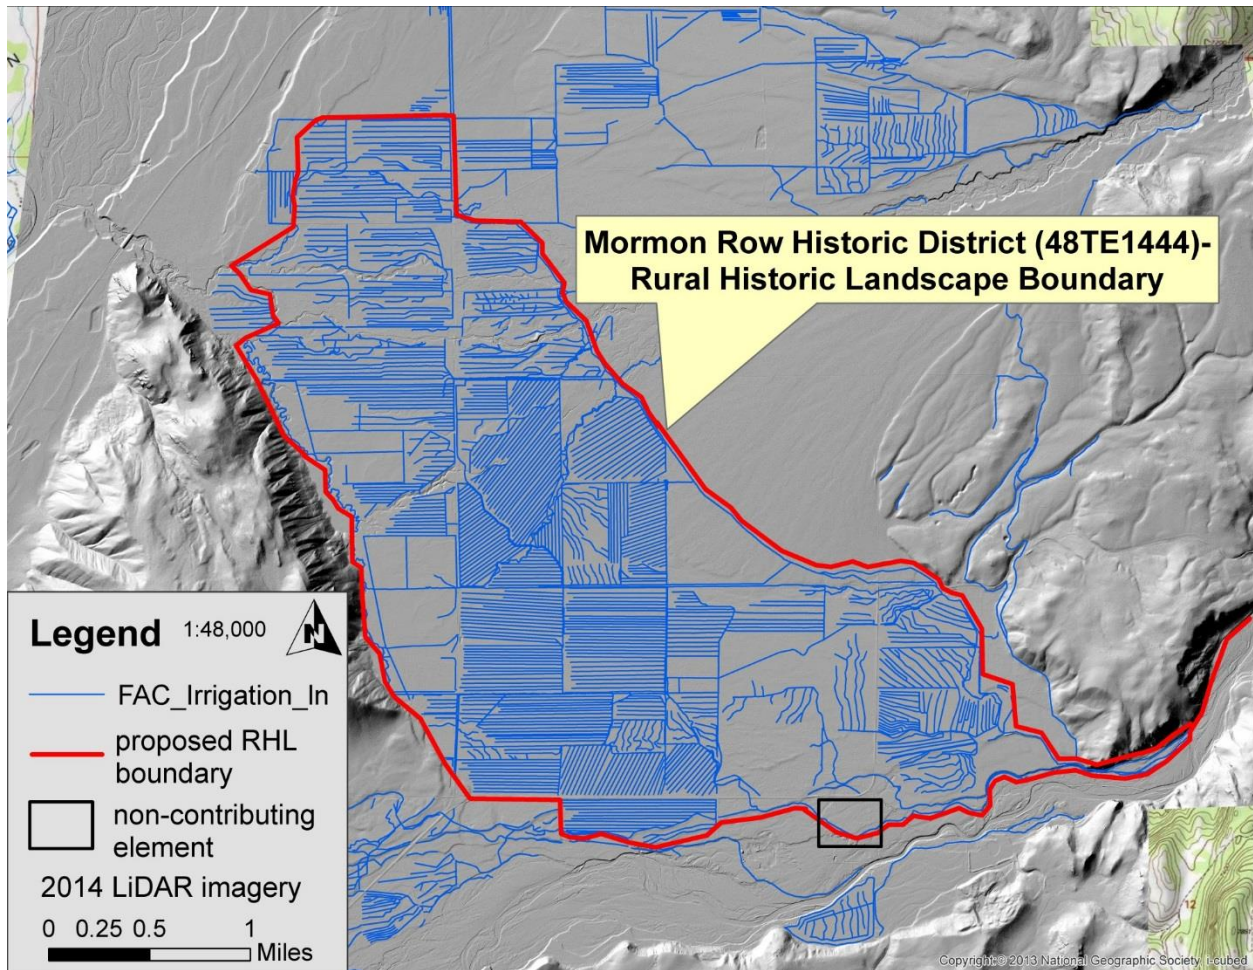 Mormon Row Historic District (48TE1444)-
Rural Historic Landscape Boundary
Legend 1:48,000
N
FAC_Irrigation_ln
proposed RHL
boundary
non-contributing
element
2014 LiDAR imagery
0 0.25 0.5 1
Miles
12
Copyright:© 2013 National Geographic Society, i-cubed